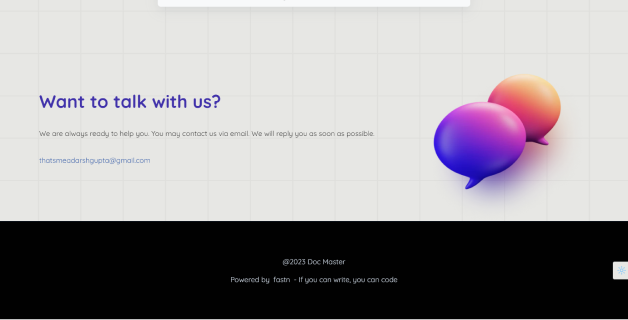 Want to talk with us?
We are always ready to help you. You may contact us via email. We will reply you as soon as possible.
thatsmeadarshgupta@gmail.com
@2023 Doc Master
Powered by fastn - If you can write, you can code